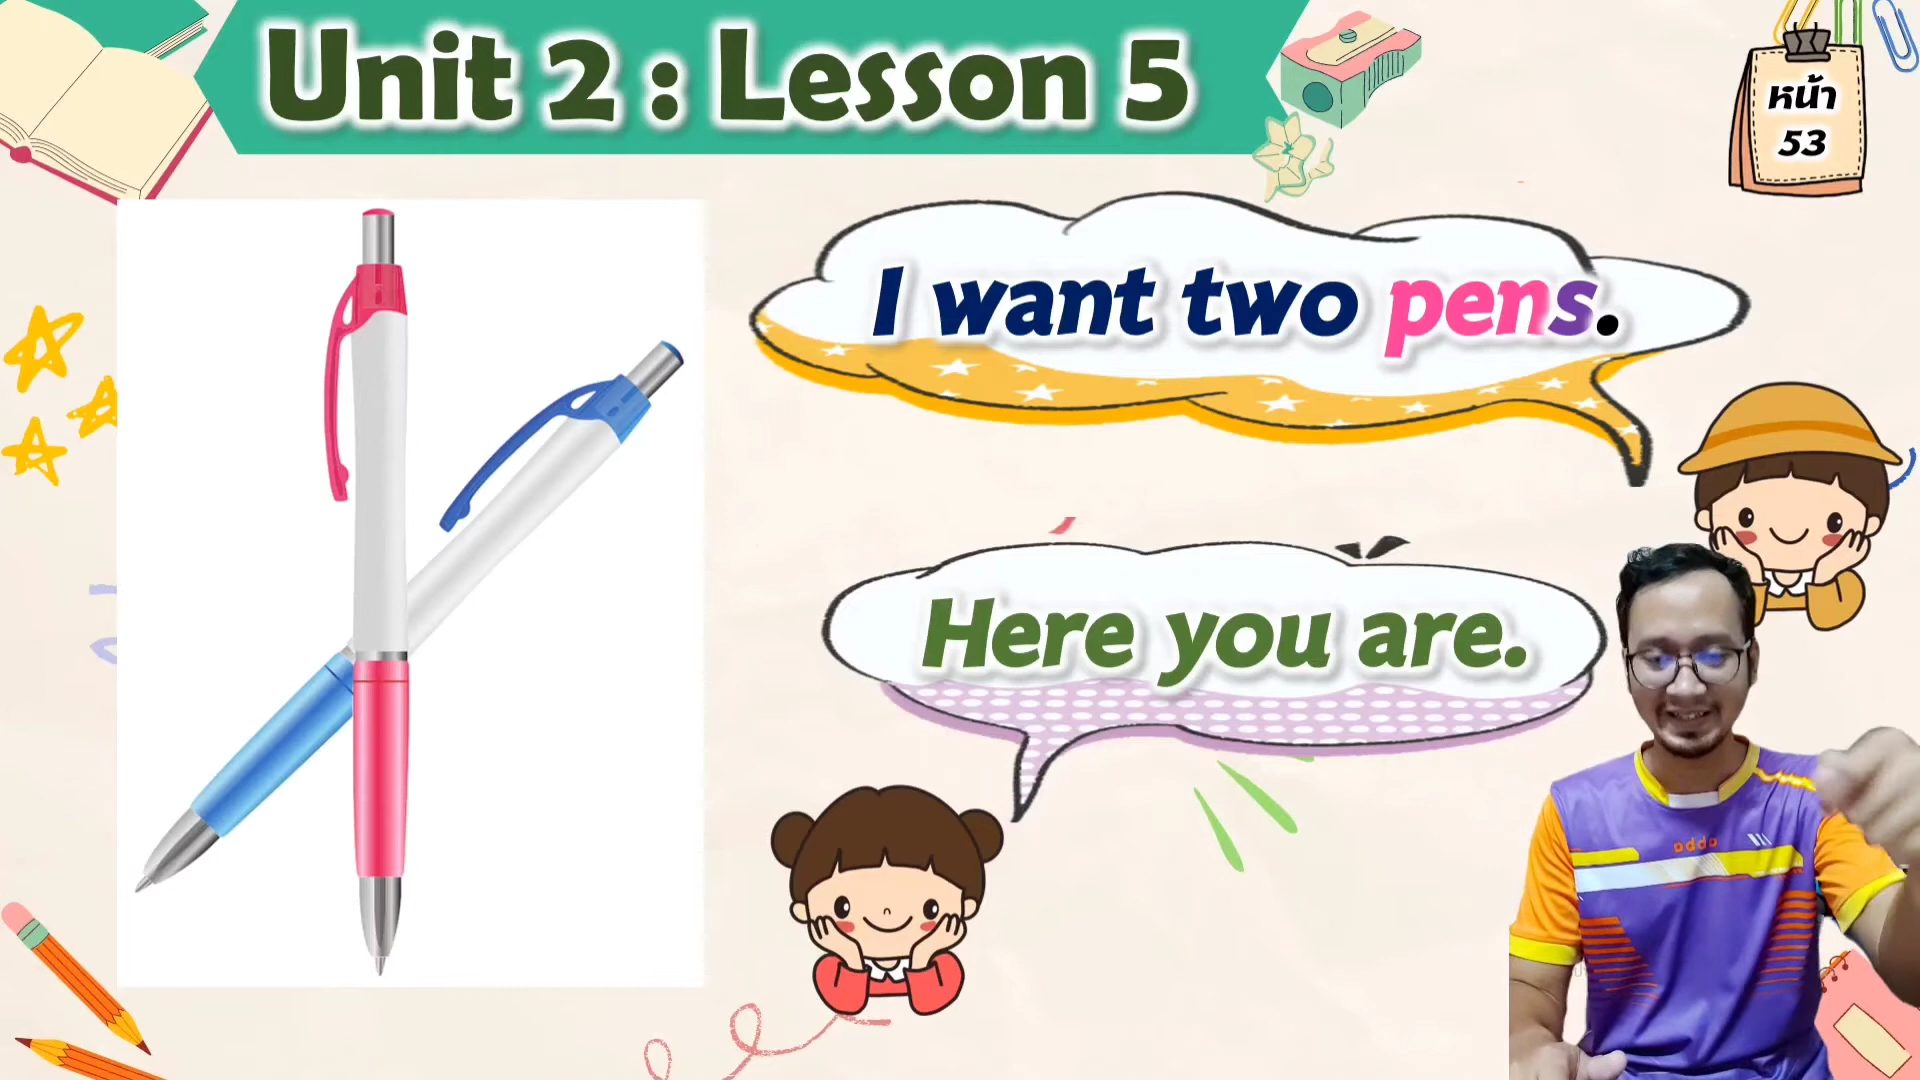 Unit 2 : Lesson 5
หน้า
53
I want two pens.
Here you are.